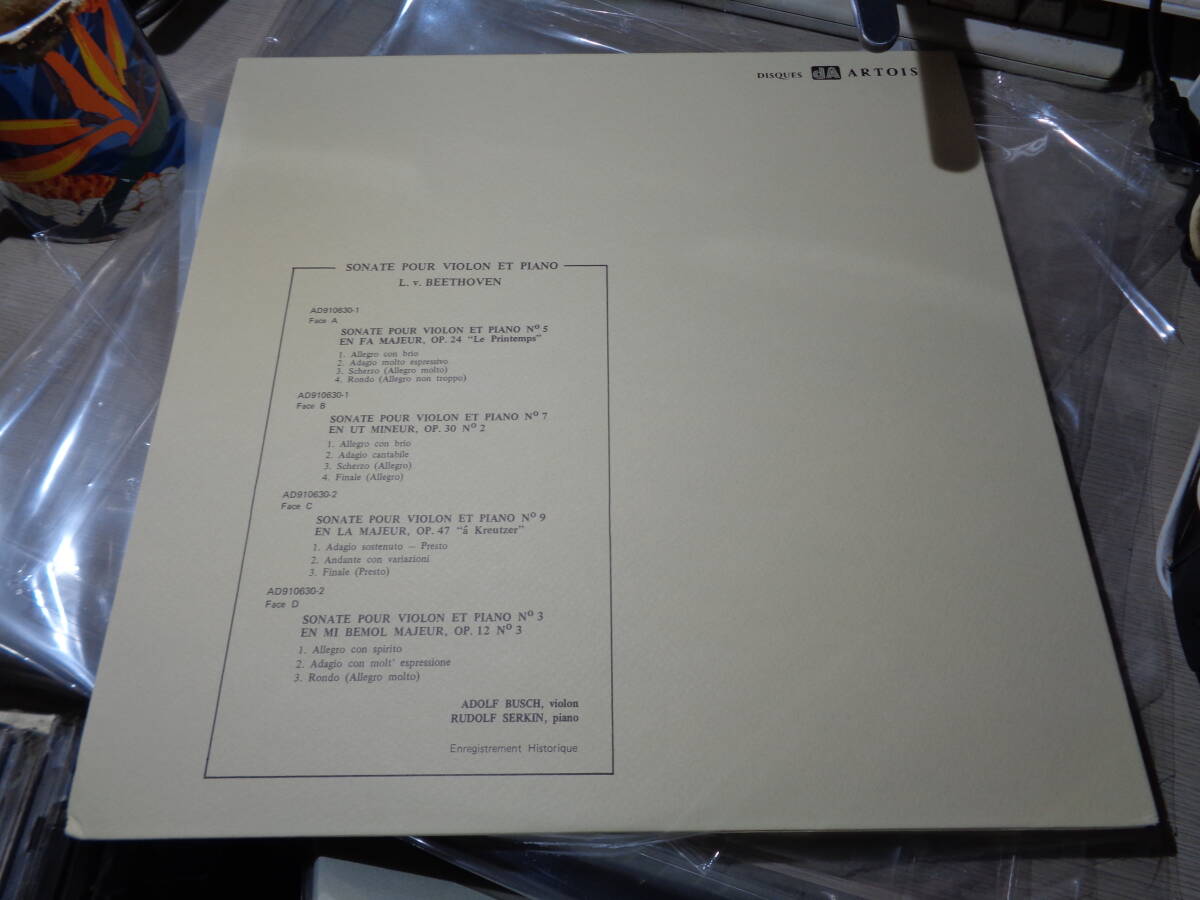 DISQUES dA ARTOIS
SONATE POUR VIOLON ET PIANO
L. v. BEETHOVEN
AD910630-1
Face A
SONATE POUR VIOLON ET PIANO Nº 5
EN FA MAJEUR, OP. 24 "Le Printemps"
1. Allegro con brio
2. Adagio molto espressivo
3. Scherzo (Allegro molto)
4. Rondo (Allegro non troppo)
AD910630-1
Face B
SONATE POUR VIOLON ET PIANO Nº 7
EN UT MINEUR, OP. 30 Nº 2
1. Allegro con brio
2. Adagio cantabile
3. Scherzo (Allegro)
4. Finale (Allegro)
AD910630-2
Face C
SONATE POUR VIOLON ET PIANO Nº 9
EN LA MAJEUR, OP. 47 "â Kreutzer"
1. Adagio sostenuto — Presto
2. Andante con variazioni
3. Finale (Presto)
AD910630-2
Face D
SONATE POUR VIOLON ET PIANO Nº 3
EN MI BEMOL MAJEUR, OP. 12 Nº 3
1. Allegro con spirito
2. Adagio con molt' espressione
3. Rondo (Allegro molto)
ADOLF BUSCH, violon
RUDOLF SERKIN, piano
Enregistrement Historique